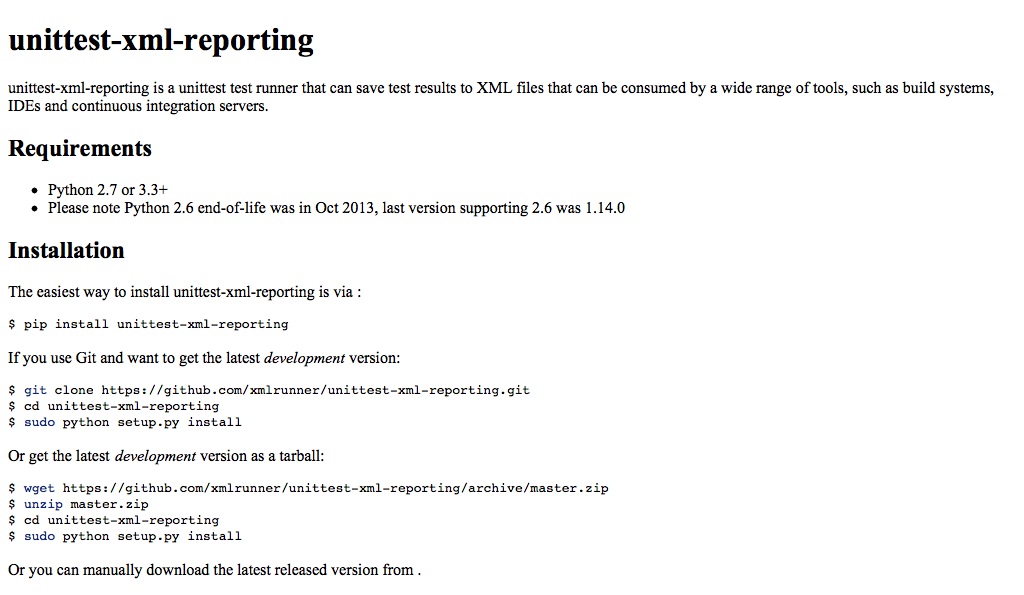 unittest-xml-reporting
unittest-xml-reporting is a unittest test runner that can save test results to XML files that can be consumed by a wide range of tools, such as build systems,
IDEs and continuous integration servers.
Requirements
• Python 2.7 or 3.3+
• Please note Python 2.6 end-of-life was in Oct 2013, last version supporting 2.6 was 1.14.0
Installation
The easiest way to install unittest-xml-reporting is via :
$ pip install unittest-xml-reporting
If you use Git and want to get the latest development version:
$ git clone https://github.com/xmlrunner/unittest-xml-reporting.git
$ cd unittest-xml-reporting
$ sudo python setup.py install
Or get the latest development version as a tarball:
$ wget https://github.com/xmlrunner/unittest-xml-reporting/archive/master.zip
$ unzip master.zip
$ cd unittest-xml-reporting
$ sudo python setup.py install
Or you can manually download the latest released version from .